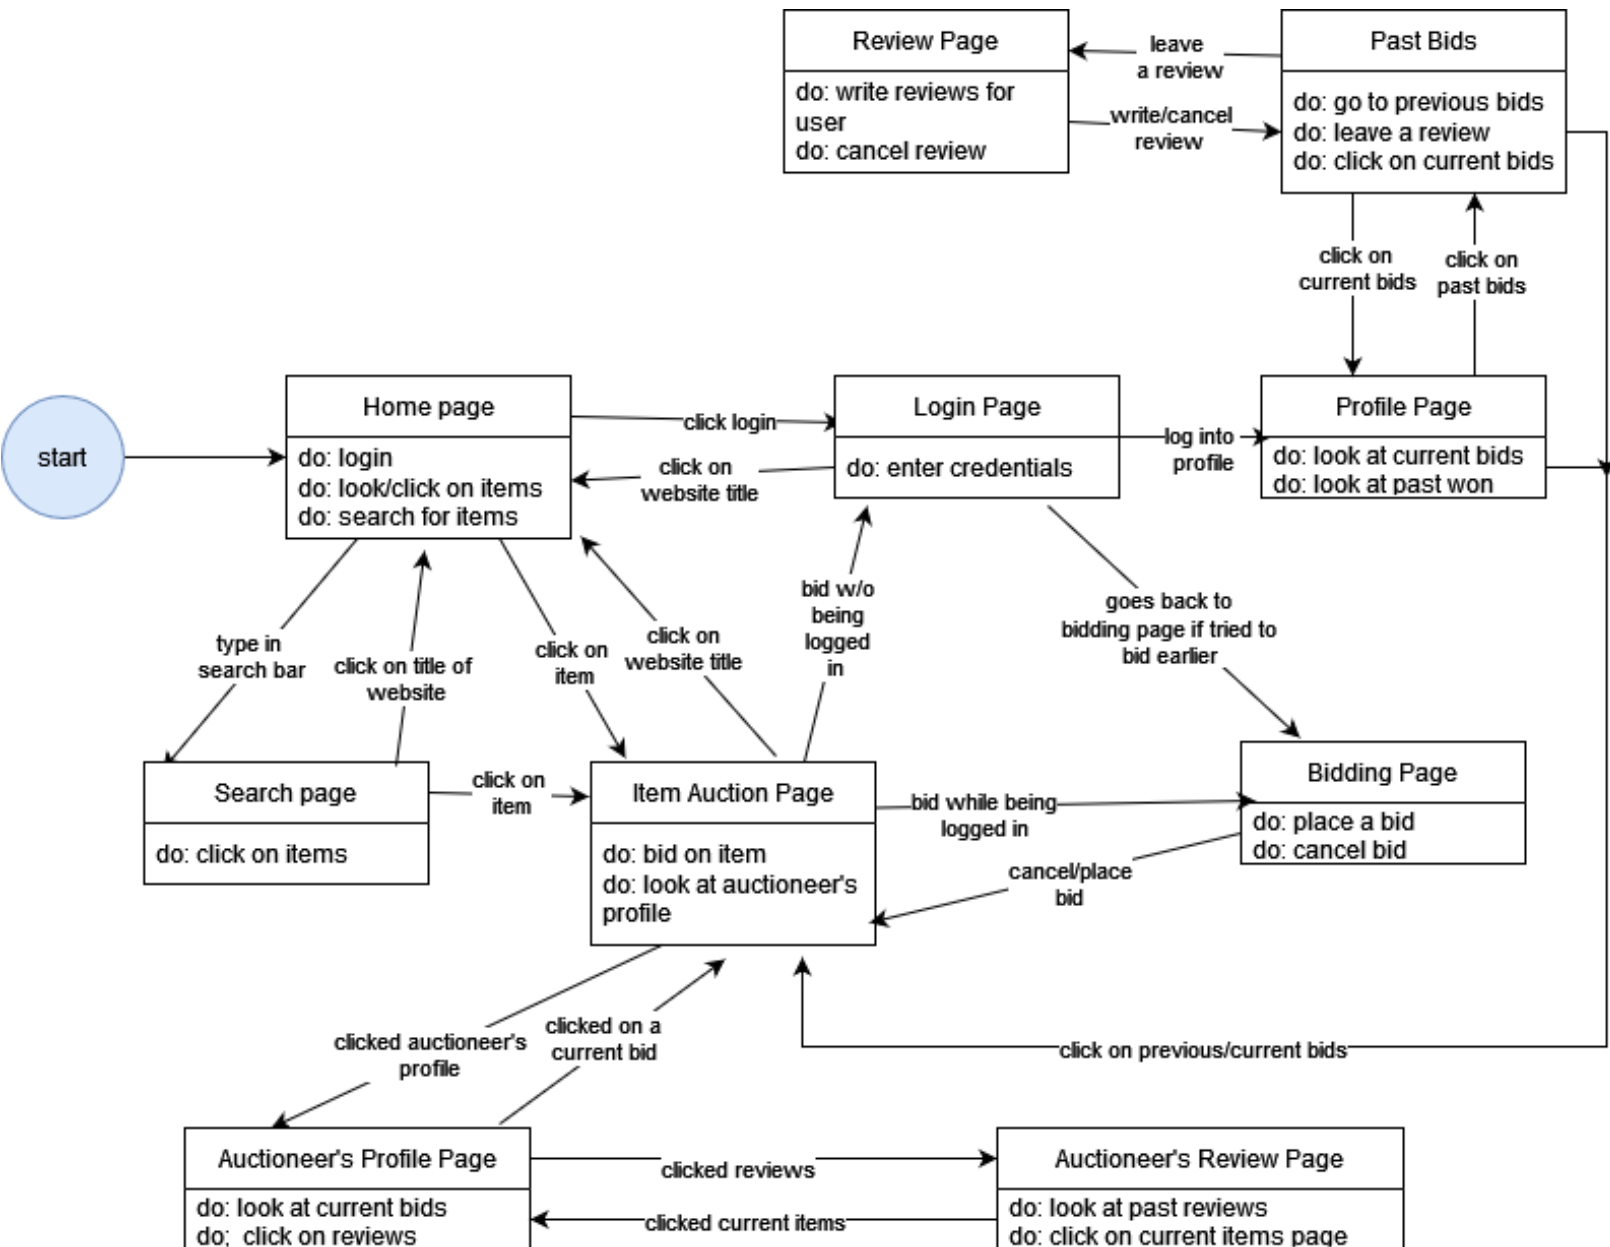 Review Page
do: write reviews for
user
do: cancel review
leave
a review
write/cancel
review
Past Bids
do: go to previous bids
do: leave a review
do: click on current bids
click on
current bids
click on
past bids
start
Home page
do: login
do: look/click on items
do: search for items
click login
click on
website title
Login Page
do: enter credentials
log into
profile
Profile Page
do: look at current bids
do: look at past won
type in
search bar
click on title of
website
click on
item
click on
website title
bid w/o
being
logged
in
goes back to
bidding page if tried to
bid earlier
Search page
do: click on items
click on
item
Item Auction Page
do: bid on item
do: look at auctioneer's
profile
bid while being
logged in
cancel/place
bid
Bidding Page
do: place a bid
do: cancel bid
clicked auctioneer's
profile
clicked on a
current bid
click on previous/current bids
Auctioneer's Profile Page
do: look at current bids
do;  click on reviews
clicked reviews
clicked current items
Auctioneer's Review Page
do: look at past reviews
do: click on current items page